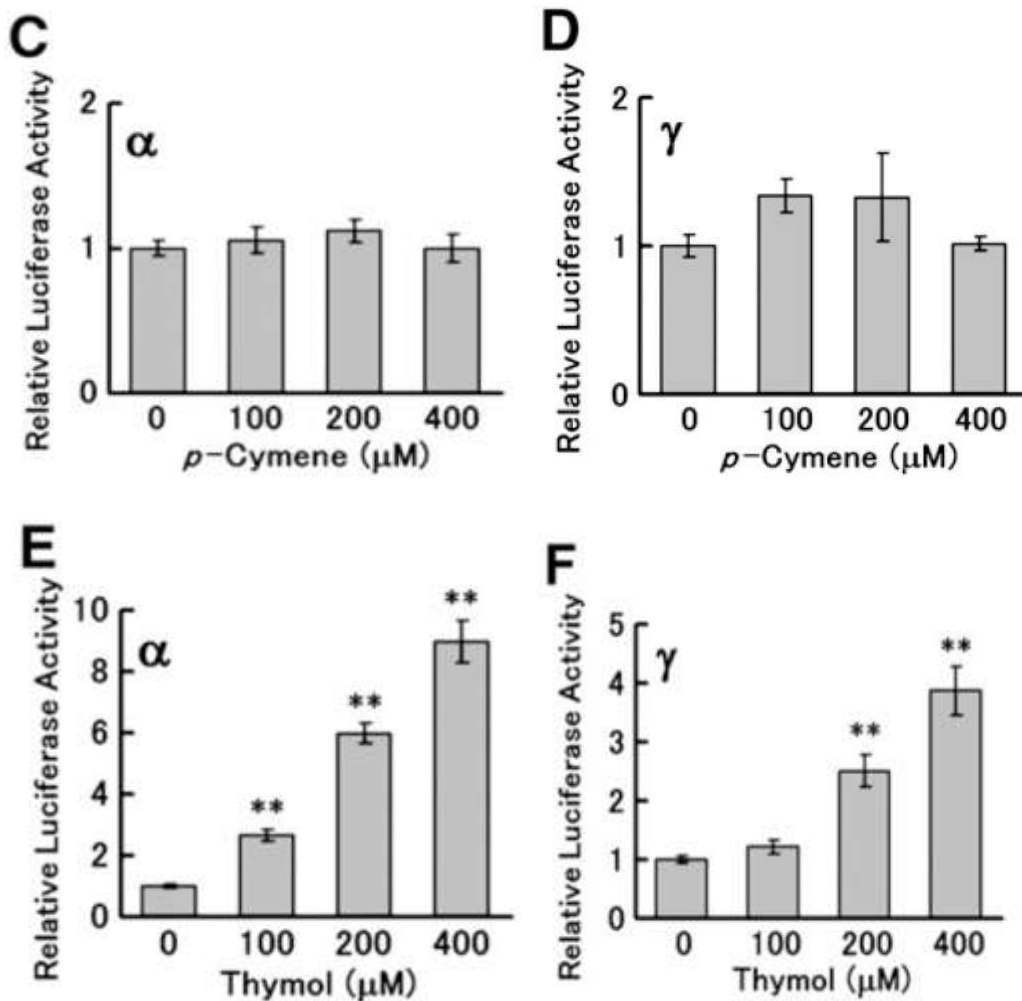 C
Relative Luciferase Activity
α
2
1
0
0 100 200 400
p-Cymene (μM)
D
Relative Luciferase Activity
γ
2
1
0
0 100 200 400
p-Cymene (μM)
E
Relative Luciferase Activity
α
10
8
6
4
2
0
** ** **
0 100 200 400
Thymol (μM)
F
Relative Luciferase Activity
γ
5
4
3
2
1
0
** **
0 100 200 400
Thymol (μM)